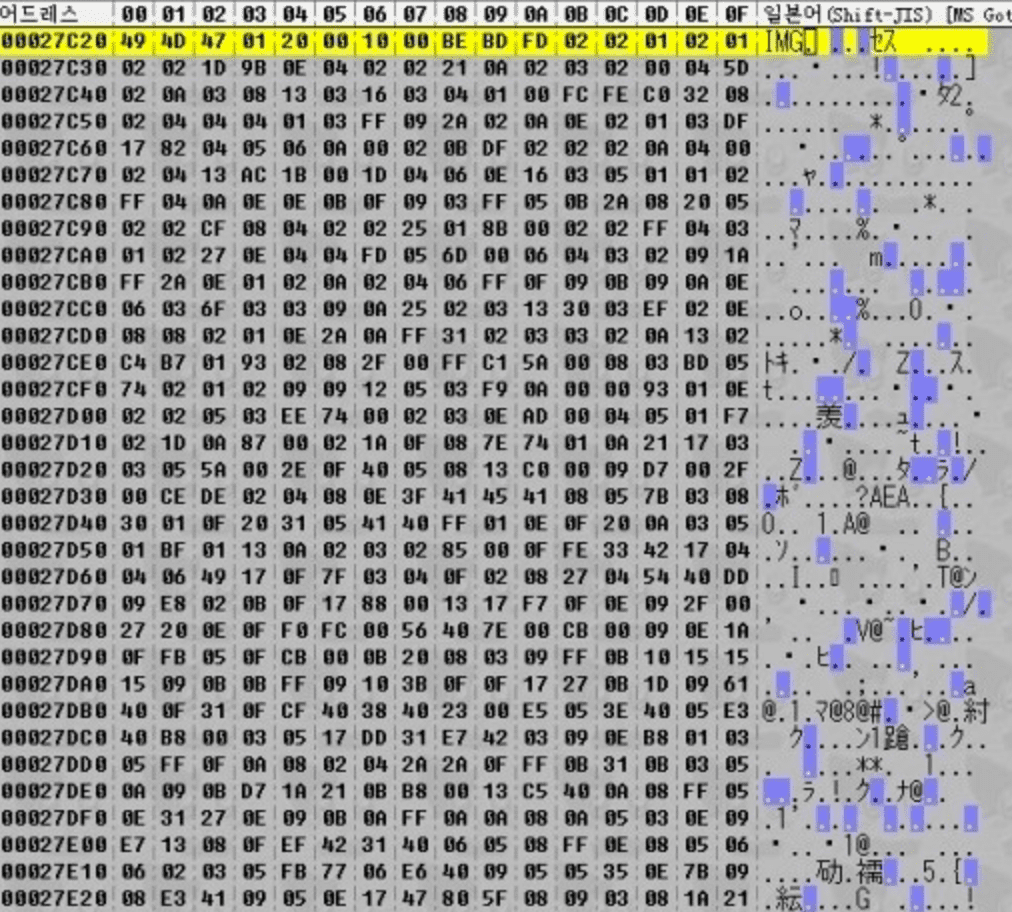 어드레스 00 01 02 03 04 05 06 07 08 09 0A 0B 0C 0D 0E 0F 일본어(Shift-JIS) [MS Got
00027C20 49 4D 47 01 20 00 10 00 BE BD FD 02 02 01 02 01 IMG. ...セス ....
00027C30 02 02 1D 9B 0E 04 02 02 21 0A 02 03 02 00 04 5D
00027C40 02 0A 03 08 13 03 16 03 04 01 00 FC FE C0 32 08
00027C50 02 04 04 04 01 03 FF 09 2A 02 0A 0E 02 01 03 DF
00027C60 17 82 04 05 06 0A 00 02 0B DF 02 02 02 0A 04 00
00027C70 02 04 13 AC 1B 00 1D 04 06 0E 16 03 05 01 01 02
00027C80 FF 04 0A 0E 0E 0B 0F 09 03 FF 05 0B 2A 08 20 05
00027C90 02 02 CF 08 04 02 02 25 01 8B 00 02 02 FF 04 03
00027CA0 01 02 27 0E 04 04 FD 05 6D 00 06 04 03 02 09 1A
00027CB0 FF 2A 0E 01 02 0A 02 04 06 FF 0F 09 0B 09 0A 0E
00027CC0 06 03 6F 03 03 09 0A 25 02 03 13 30 03 EF 02 0E
00027CD0 08 08 02 01 0E 2A 0A FF 31 02 03 03 02 0A 13 02
00027CE0 C4 B7 01 93 02 08 2F 00 FF C1 5A 00 08 03 BD 05
00027CF0 74 02 01 02 09 09 12 05 03 F9 0A 00 00 93 01 0E
00027D00 02 02 05 03 EE 74 00 02 03 0E AD 00 04 05 01 F7
00027D10 02 1D 0A 87 00 02 1A 0F 08 7E 74 01 0A 21 17 03
00027D20 03 05 5A 00 2E 0F 40 05 08 13 C0 00 09 D7 00 2F
00027D30 00 CE DE 02 04 08 0E 3F 41 45 41 08 05 7B 03 08
00027D40 30 01 0F 20 31 05 41 40 FF 01 0E 0F 20 0A 03 05
00027D50 01 BF 01 13 0A 02 03 02 85 00 0F FE 33 42 17 04
00027D60 04 06 49 17 0F 7F 03 04 0F 02 08 27 04 54 40 DD
00027D70 09 E8 02 0B 0F 17 88 00 13 17 F7 0F 0E 09 2F 00
00027D80 27 20 0E 0F F0 FC 00 56 40 7E 00 CB 00 09 0E 1A
00027D90 0F FB 05 0F CB 00 0B 20 08 03 09 FF 0B 10 15 15
00027DA0 15 09 0B 0B FF 09 10 3B 0F 0F 17 27 0B 1D 09 61
00027DB0 40 0F 31 0F CF 40 38 40 23 00 E5 05 3E 40 05 E3
00027DC0 40 B8 00 03 05 17 DD 31 E7 42 03 09 0E B8 01 03
00027DD0 05 FF 0F 0A 08 02 04 2A 2A 0F FF 0B 31 0B 03 05
00027DE0 0A 09 0B D7 1A 21 0B B8 00 13 C5 40 0A 08 FF 05
00027DF0 0E 31 27 0E 09 0B 0A FF 0A 0A 08 0A 05 03 0E 09
00027E00 E7 13 08 0F EF 42 31 40 06 05 08 FF 0E 08 05 06
00027E10 06 02 03 05 FB 77 06 E6 40 09 05 05 35 0E 7B 09
00027E20 08 E3 41 09 05 0E 17 47 80 5F 08 09 03 08 1A 21